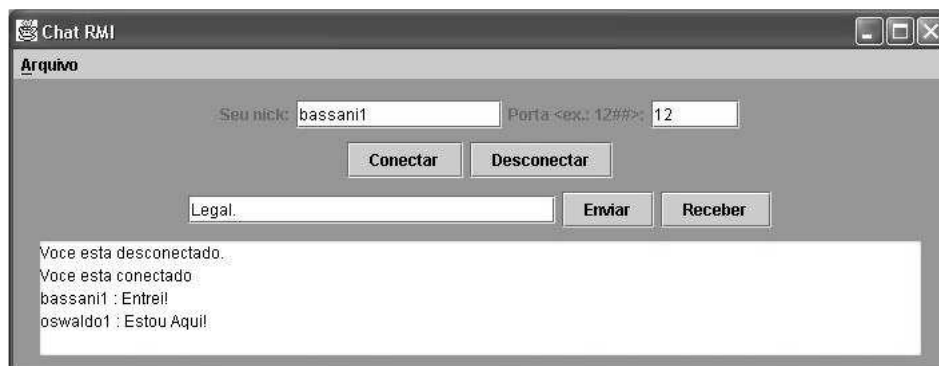 Chat RMI
Arquivo
Seu nick: bassani1 Porta <ex.: 12##>: 12
Conectar Desconectar
Legal. Enviar Receber
Voce esta desconectado.
Voce esta conectado
bassani1 : Entrei!
oswaldo1 : Estou Aqui!